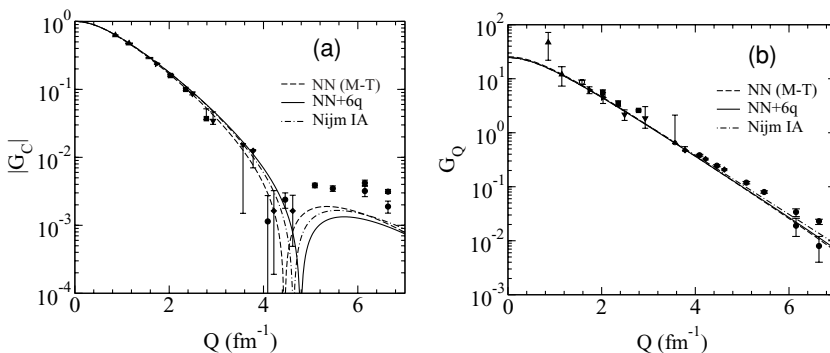 10^0
10^-1
10^-2
10^-3
10^-4
|G_C|
(a)
NN (M-T)
NN+6q
Nijm IA
0
2
4
6
Q (fm^-1)
10^2
10^1
10^0
10^-1
10^-2
10^-3
G_Q
(b)
NN (M-T)
NN+6q
Nijm IA
0
2
4
6
Q (fm^-1)